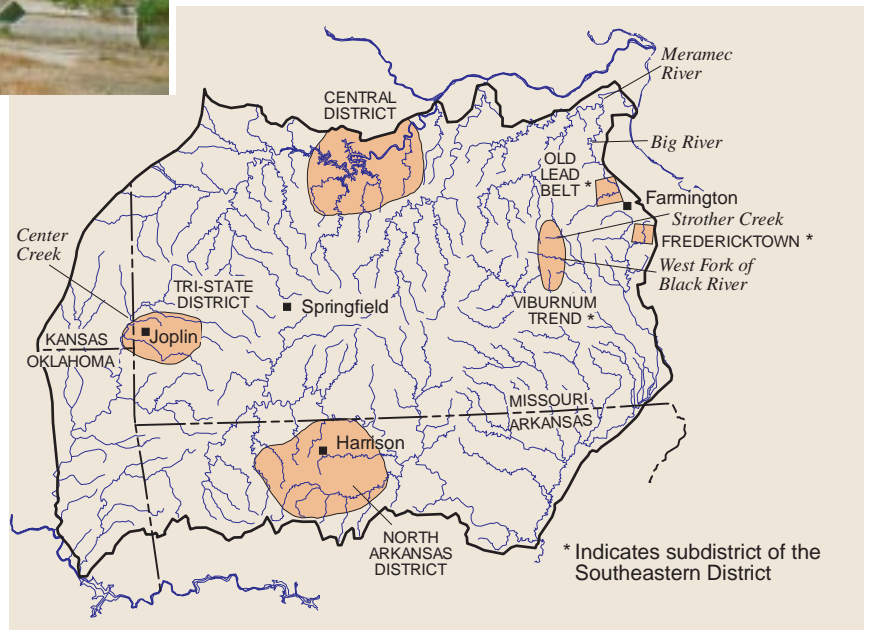 Meramec
River
CENTRAL
DISTRICT
Big River
OLD
LEAD
BELT *
Farmington
Strother Creek
FREDERICKTOWN *
Center
Creek
West Fork of
Black River
TRI-STATE
DISTRICT
VIBURNUM
TREND *
Springfield
Joplin
KANSAS
OKLAHOMA
MISSOURI
ARKANSAS
Harrison
NORTH
ARKANSAS
DISTRICT
* Indicates subdistrict of the
Southeastern District